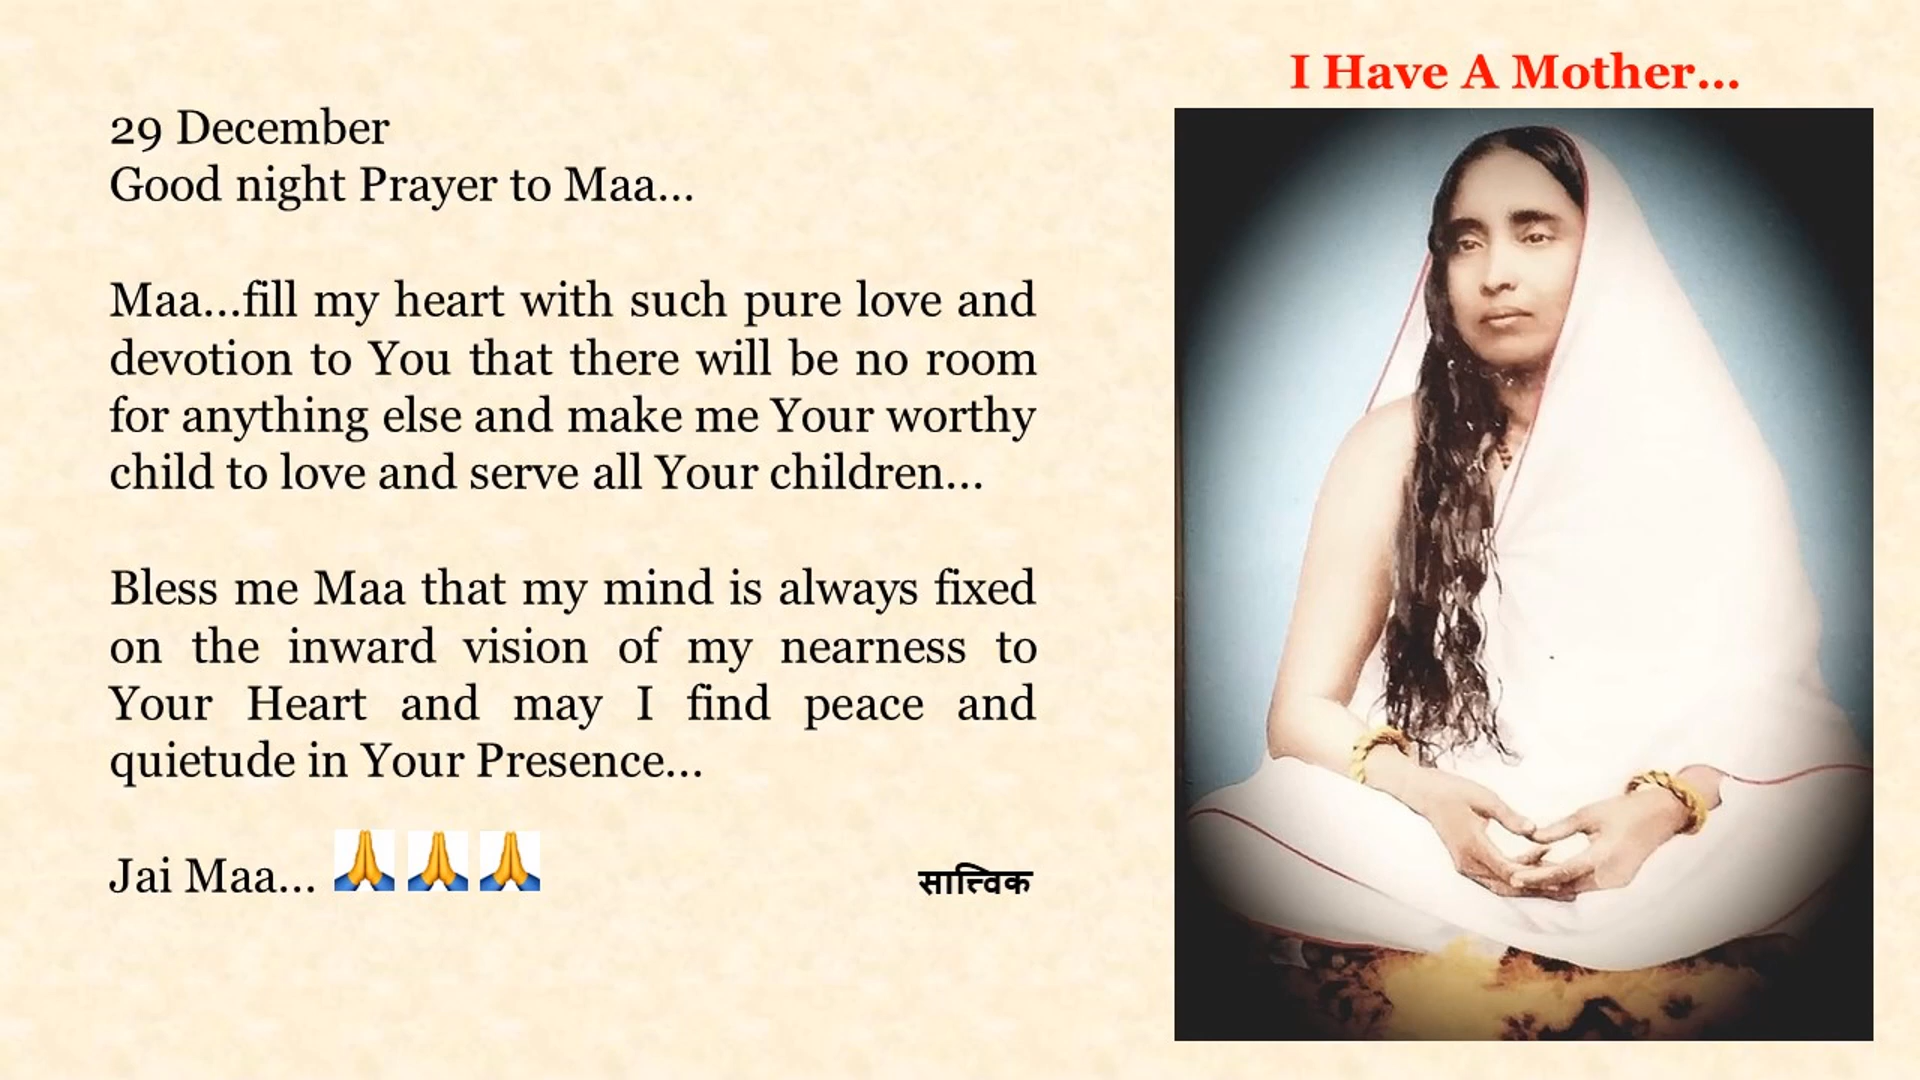 I Have A Mother...
29 December
Good night Prayer to Maa...
Maa...fill my heart with such pure love and
devotion to You that there will be no room
for anything else and make me Your worthy
child to love and serve all Your children...
Bless me Maa that my mind is always fixed
on the inward vision of my nearness to
Your Heart and may I find peace and
quietude in Your Presence...
Jai Maa... 🙏🙏🙏
सात्त्विक